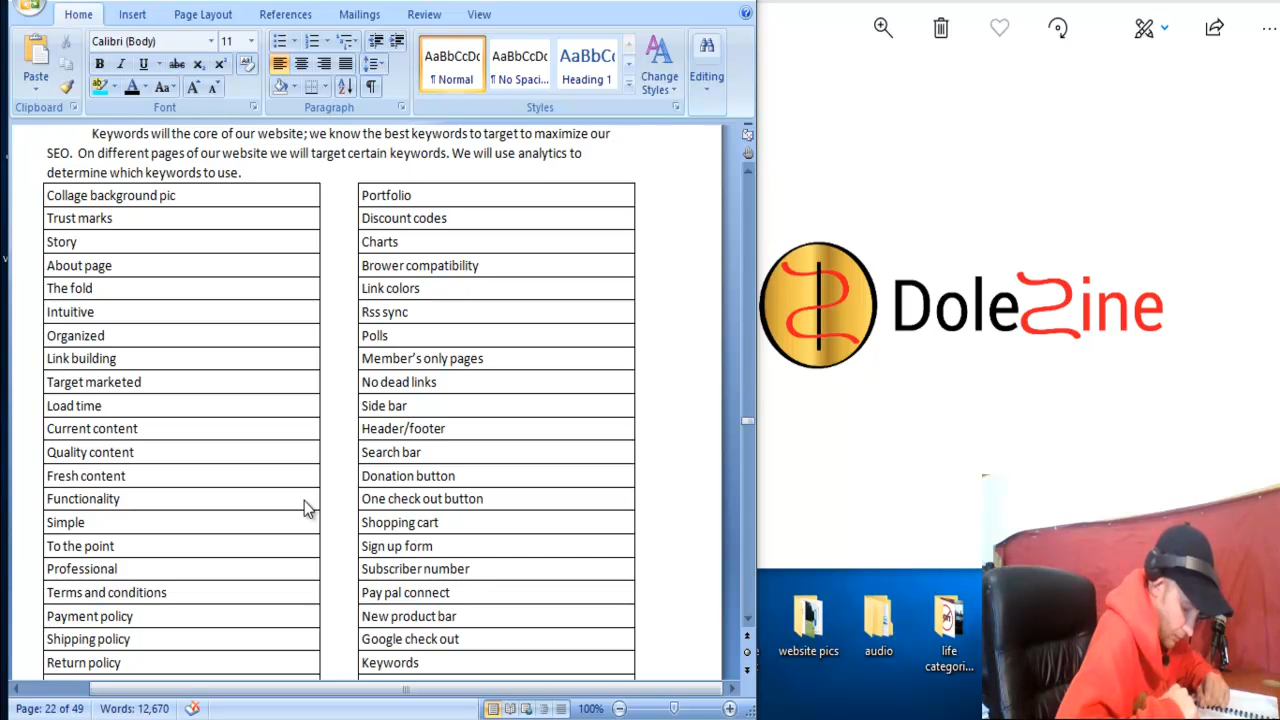 Home Insert Page Layout References Mailings Review View
Calibri (Body) 11
Paste
B I U abc x₂ x²
A Aa A A
AaBbCcDc AaBbCcDc AaBbCc
¶ Normal ¶ No Spaci... Heading 1
Change Styles
Editing
Clipboard Font Paragraph Styles
Keywords will the core of our website; we know the best keywords to target to maximize our
SEO. On different pages of our website we will target certain keywords. We will use analytics to
determine which keywords to use.
Collage background pic
Trust marks
Story
About page
The fold
Intuitive
Organized
Link building
Target marketed
Load time
Current content
Quality content
Fresh content
Functionality
Simple
To the point
Professional
Terms and conditions
Payment policy
Shipping policy
Return policy
Portfolio
Discount codes
Charts
Brower compatibility
Link colors
Rss sync
Polls
Member's only pages
No dead links
Side bar
Header/footer
Search bar
Donation button
One check out button
Shopping cart
Sign up form
Subscriber number
Pay pal connect
New product bar
Google check out
Keywords
Page: 22 of 49 Words: 12,670 100%
DoleZine
website pics
audio
life
categori...